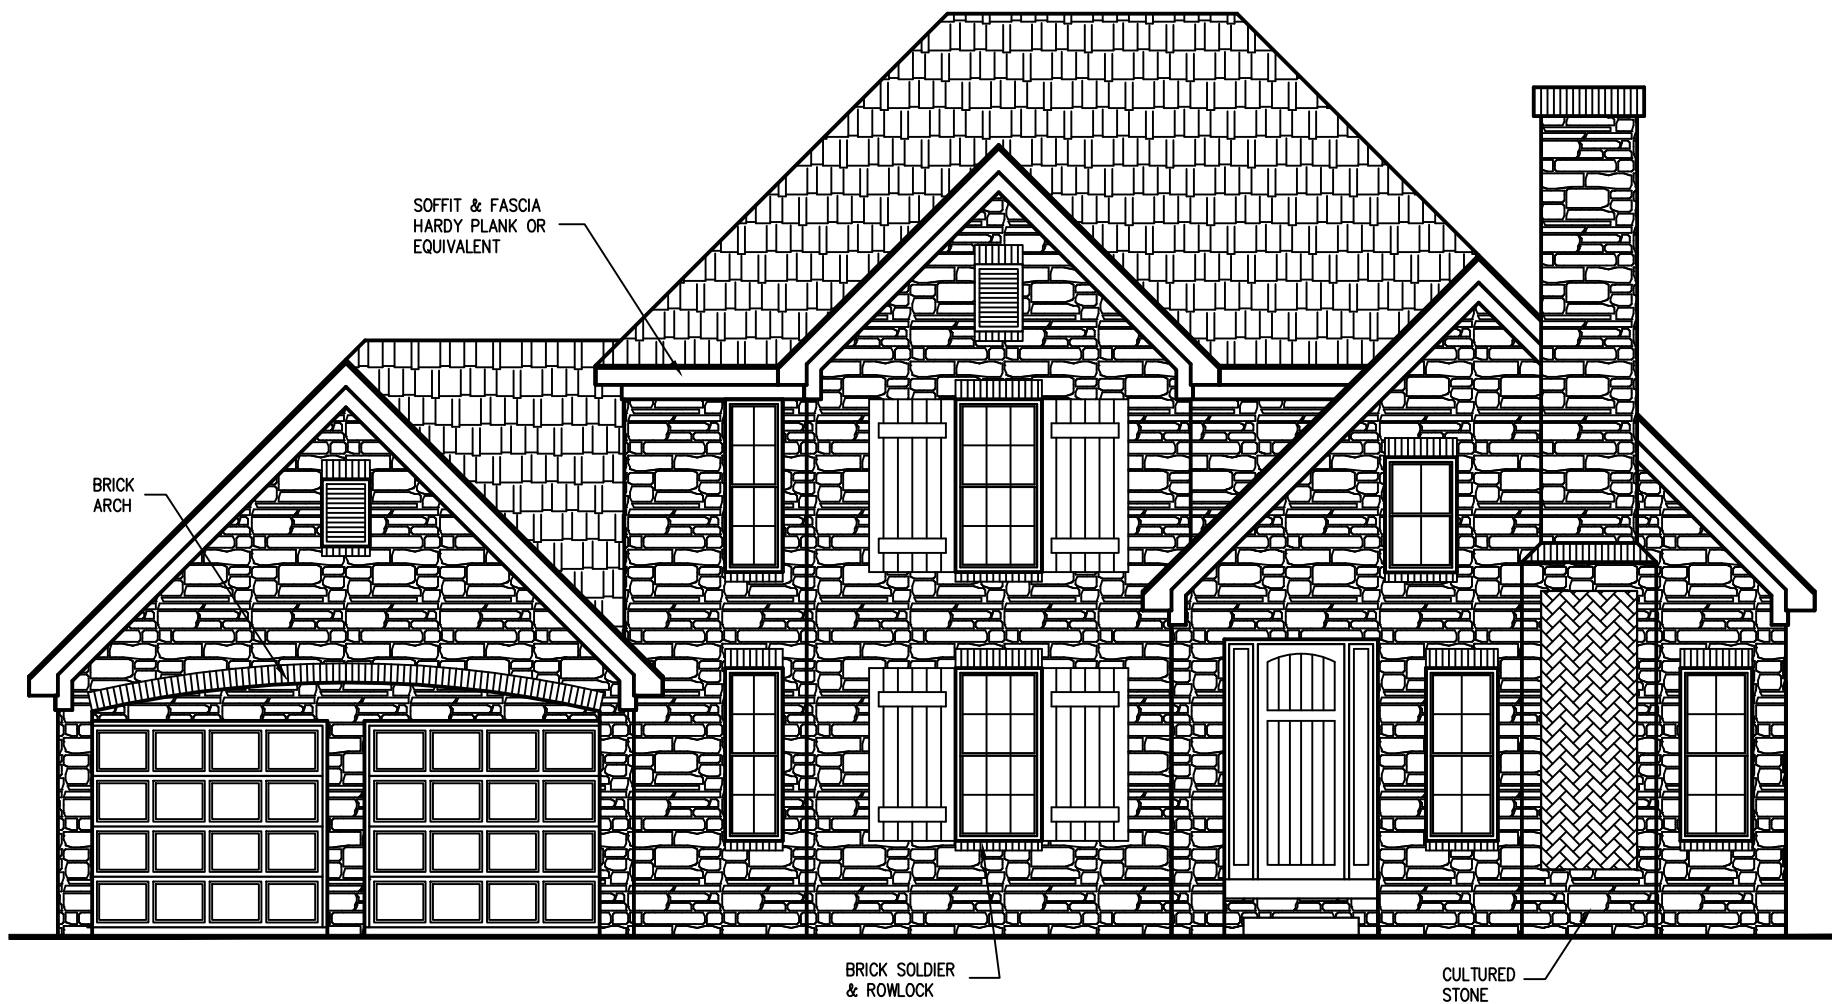 SOFFIT & FASCIA
HARDY PLANK OR
EQUIVALENT
BRICK
ARCH
BRICK SOLDIER
& ROWLOCK
CULTURED
STONE